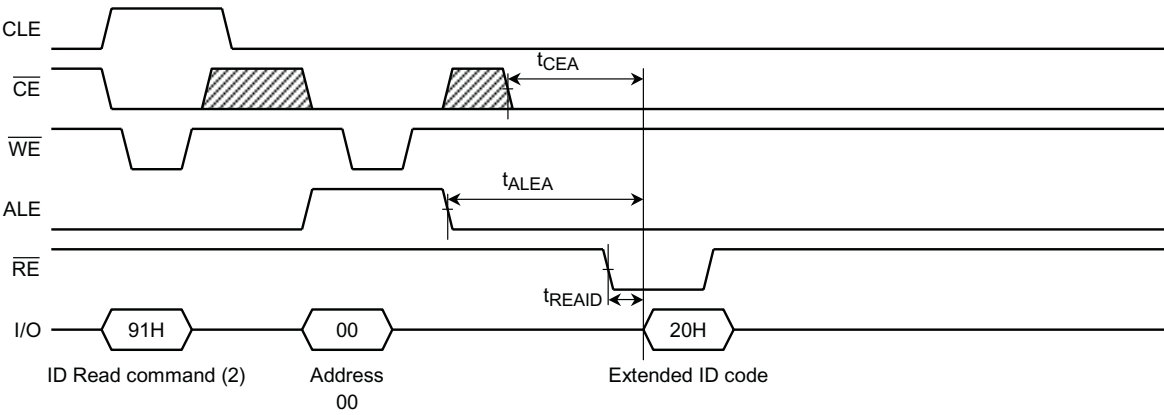 CLE
tCEA
CE
WE
tALEA
ALE
RE
tREAID
I/O 91H 00 20H
ID Read command (2) Address Extended ID code
00